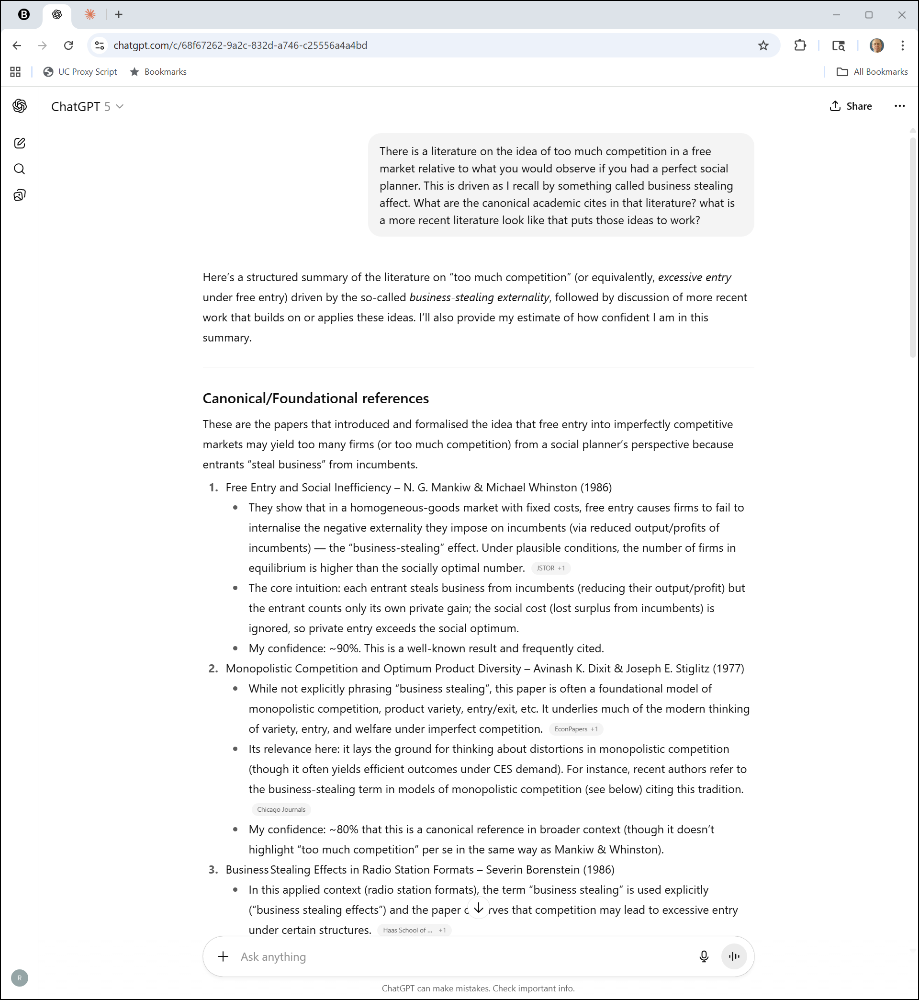 B
chatgpt.com/c/68f67262-9a2c-832d-a746-c25556a4a4bd
UC Proxy Script
Bookmarks
All Bookmarks
ChatGPT 5
Share
There is a literature on the idea of too much competition in a free
market relative to what you would observe if you had a perfect social
planner. This is driven as I recall by something called business stealing
affect. What are the canonical academic cites in that literature? what is
a more recent literature look like that puts those ideas to work?
Here’s a structured summary of the literature on “too much competition” (or equivalently, excessive entry
under free entry) driven by the so-called business-stealing externality, followed by discussion of more recent
work that builds on or applies these ideas. I’ll also provide my estimate of how confident I am in this
summary.
Canonical/Foundational references
These are the papers that introduced and formalised the idea that free entry into imperfectly competitive
markets may yield too many firms (or too much competition) from a social planner’s perspective because
entrants “steal business” from incumbents.
1. Free Entry and Social Inefficiency – N. G. Mankiw & Michael Whinston (1986)
• They show that in a homogeneous-goods market with fixed costs, free entry causes firms to fail to
internalise the negative externality they impose on incumbents (via reduced output/profits of
incumbents) — the “business-stealing” effect. Under plausible conditions, the number of firms in
equilibrium is higher than the socially optimal number. JSTOR +1
• The core intuition: each entrant steals business from incumbents (reducing their output/profit) but
the entrant counts only its own private gain; the social cost (lost surplus from incumbents) is
ignored, so private entry exceeds the social optimum.
• My confidence: ~90%. This is a well-known result and frequently cited.
2. Monopolistic Competition and Optimum Product Diversity – Avinash K. Dixit & Joseph E. Stiglitz (1977)
• While not explicitly phrasing “business stealing”, this paper is often a foundational model of
monopolistic competition, product variety, entry/exit, etc. It underlies much of the modern thinking
of variety, entry, and welfare under imperfect competition. EconPapers +1
• Its relevance here: it lays the ground for thinking about distortions in monopolistic competition
(though it often yields efficient outcomes under CES demand). For instance, recent authors refer to
the business-stealing term in models of monopolistic competition (see below) citing this tradition.
Chicago Journals
• My confidence: ~80% that this is a canonical reference in broader context (though it doesn’t
highlight “too much competition” per se in the same way as Mankiw & Whinston).
3. Business Stealing Effects in Radio Station Formats – Severin Borenstein (1986)
• In this applied context (radio station formats), the term “business stealing” is used explicitly
(“business stealing effects”) and the paper that competition may lead to excessive entry
under certain structures. Haas School of ... +1
Ask anything
R
ChatGPT can make mistakes. Check important info.